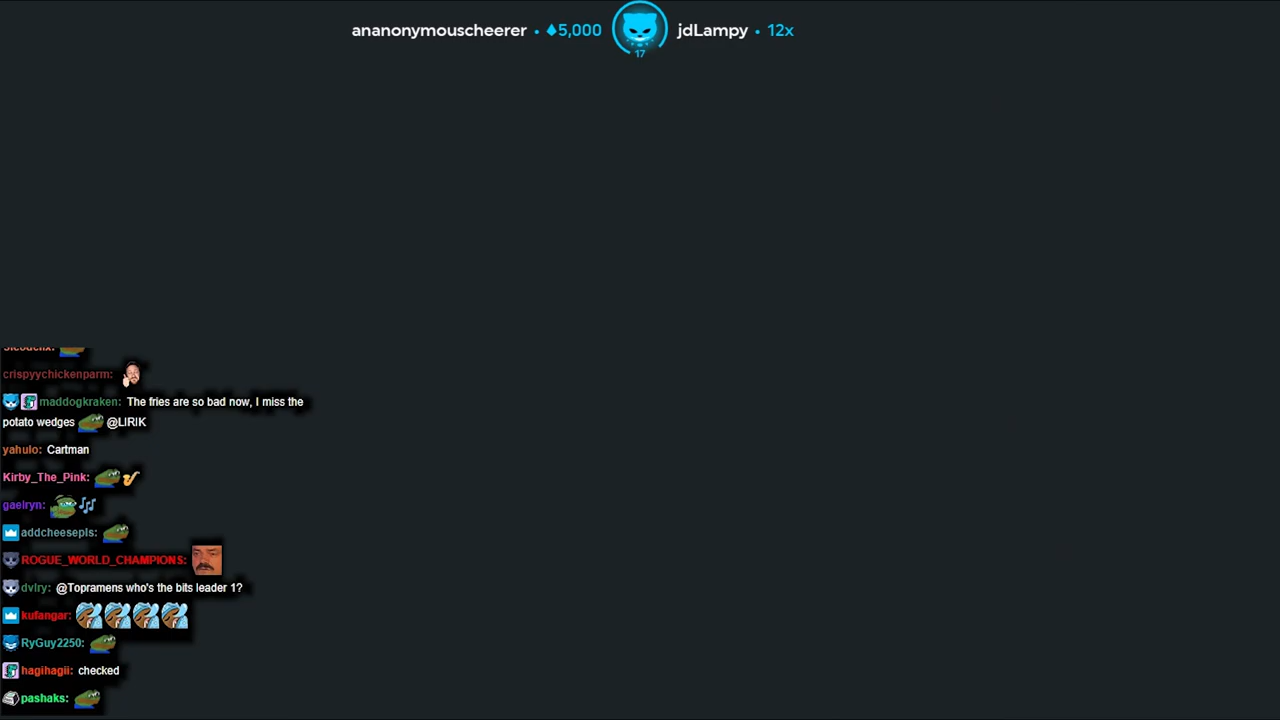 ananonymouscheerer • 5,000 jdLampy • 12x
17
crispyychickenparm:
maddogkraken: The fries are so bad now, I miss the
potato wedges @LIRIK
yahulo: Cartman
Kirby_The_Pink:
gaelryn:
addcheesepls:
ROGUE_WORLD_CHAMPIONS:
dvlry: @Topramens who's the bits leader 1?
kufangar:
RyGuy2250:
hagihagii: checked
pashaks: